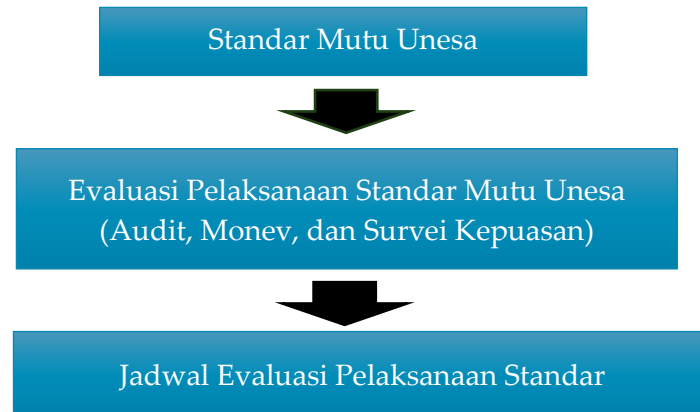 Standar Mutu Unesa
Evaluasi Pelaksanaan Standar Mutu Unesa
(Audit, Monev, dan Survei Kepuasan)
Jadwal Evaluasi Pelaksanaan Standar